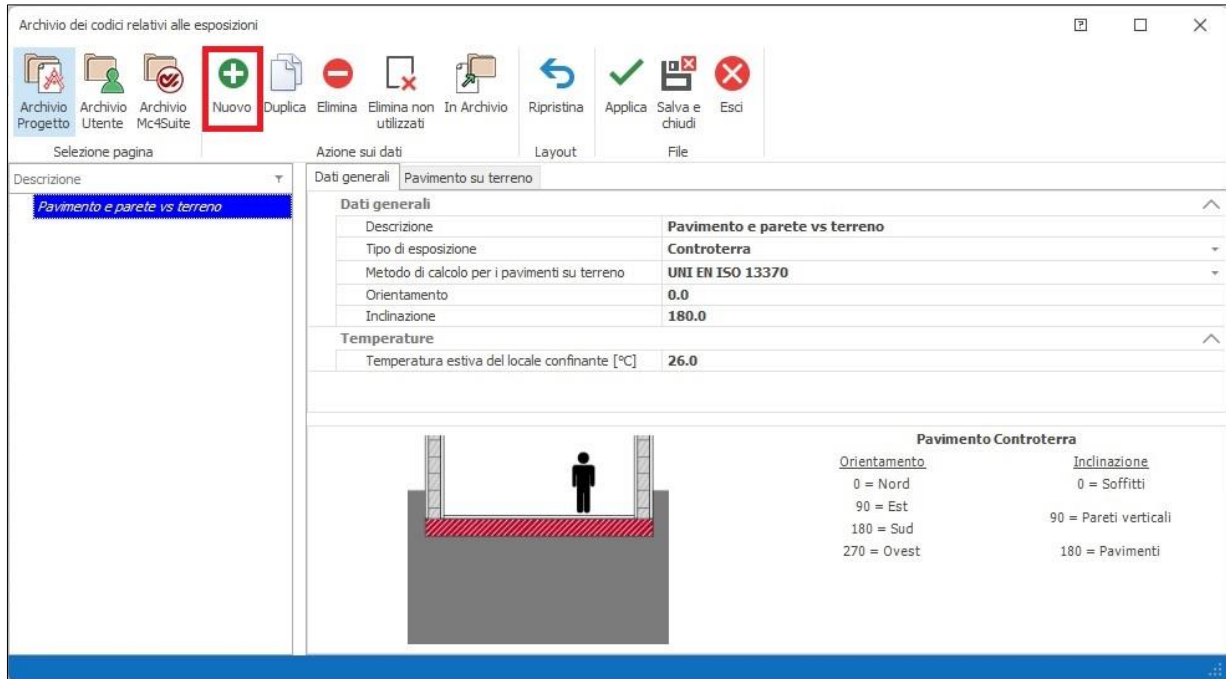 Archivio dei codici relativi alle esposizioni
Archivio Progetto
Archivio Utente
Archivio Mc4Suite
Nuovo
Duplica
Elimina
Elimina non utilizzati
In Archivio
Ripristina
Applica
Salva e chiudi
Esci
Selezione pagina
Azione sui dati
Layout
File
Descrizione
Pavimento e parete vs terreno
Dati generali
Pavimento su terreno
Dati generali
Descrizione Pavimento e parete vs terreno
Tipo di esposizione Controterra
Metodo di calcolo per i pavimenti su terreno UNI EN ISO 13370
Orientamento 0.0
Inclinazione 180.0
Temperature
Temperatura estiva del locale confinante [°C] 26.0
Pavimento Controterra
Orientamento
0 = Nord
90 = Est
180 = Sud
270 = Ovest
Inclinazione
0 = Soffitti
90 = Pareti verticali
180 = Pavimenti